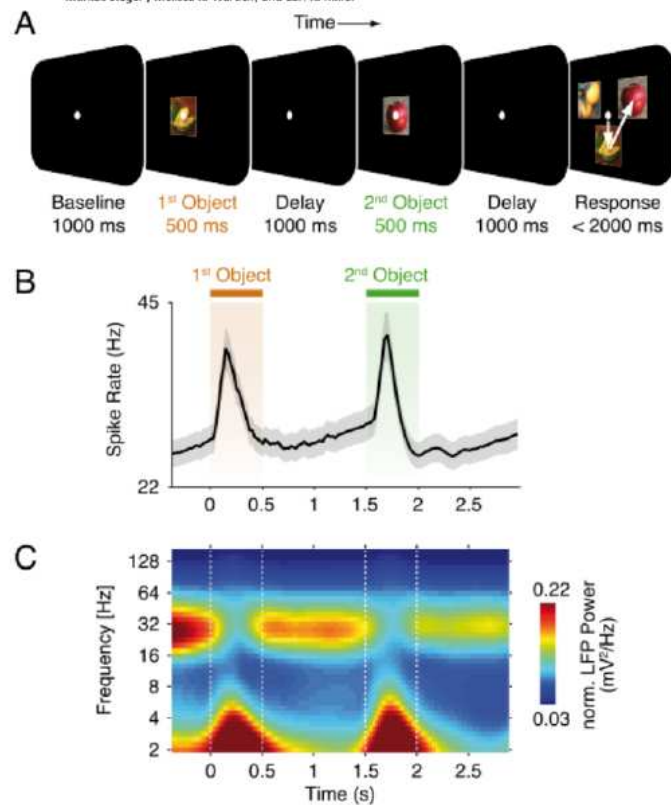 A
Time
Baseline
1000 ms
1st Object
500 ms
Delay
1000 ms
2nd Object
500 ms
Delay
1000 ms
Response
< 2000 ms
B
1st Object
2nd Object
45
Spike Rate (Hz)
22
0
0.5
1
1.5
2
2.5
C
128
64
32
16
8
4
2
Frequency [Hz]
0
0.5
1
1.5
2
2.5
Time (s)
0.22
0.03
norm. LFP Power
(mV²/Hz)